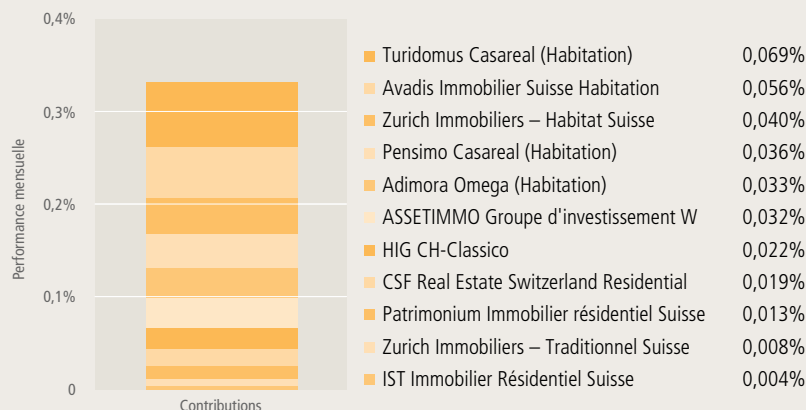 0,4%
0,3%
0,2%
0,1%
0
Performance mensuelle
Contributions
Turidomus Casareal (Habitation) 0,069%
Avadis Immobilier Suisse Habitation 0,056%
Zurich Immobiliers – Habitat Suisse 0,040%
Pensimo Casareal (Habitation) 0,036%
Adimora Omega (Habitation) 0,033%
ASSETIMMO Groupe d'investissement W 0,032%
HIG CH-Classico 0,022%
CSF Real Estate Switzerland Residential 0,019%
Patrimonium Immobilier résidentiel Suisse 0,013%
Zurich Immobiliers – Traditionnel Suisse 0,008%
IST Immobilier Résidentiel Suisse 0,004%